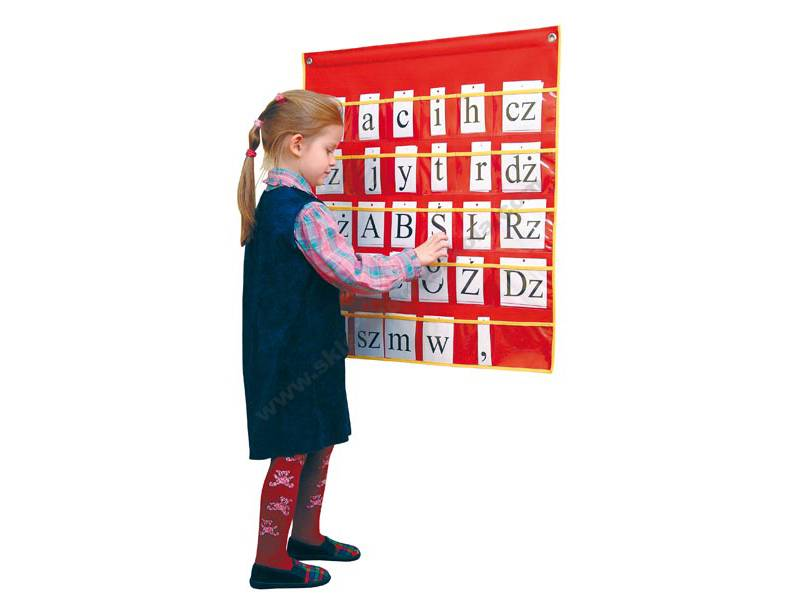 a c i h cz
ż j y t r dż
ż A B S Ł Rz
Ż Dz
sz m w ,